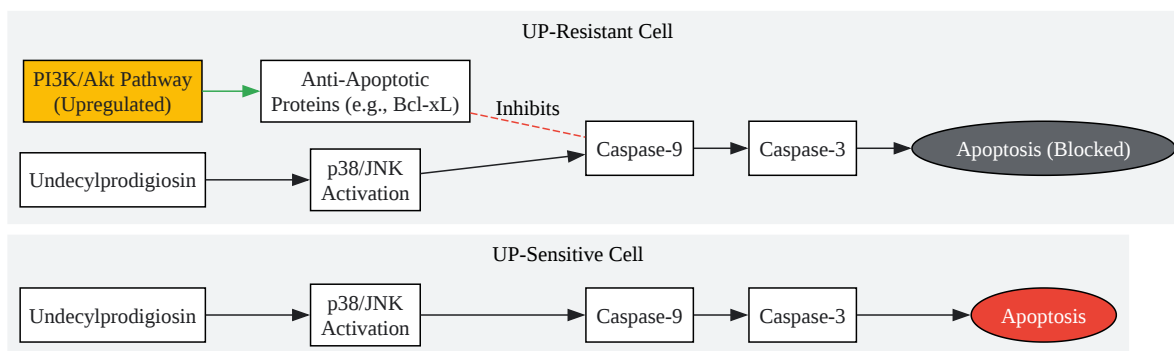 UP-Resistant Cell
PI3K/Akt Pathway
(Upregulated)
Anti-Apoptotic
Proteins (e.g., Bcl-xL)
Inhibits
Undecylprodigiosin
p38/JNK
Activation
Caspase-9
Caspase-3
Apoptosis (Blocked)
UP-Sensitive Cell
Undecylprodigiosin
p38/JNK
Activation
Caspase-9
Caspase-3
Apoptosis